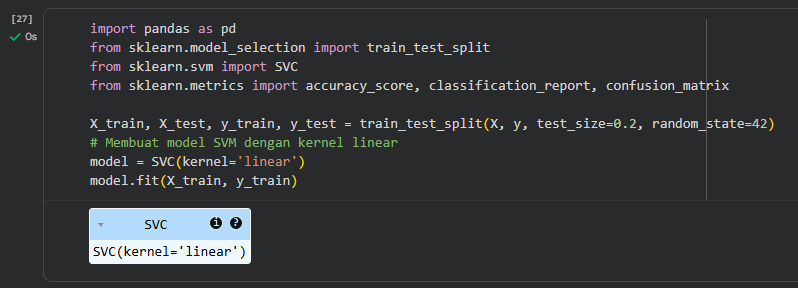 [27]
0s
import pandas as pd
from sklearn.model_selection import train_test_split
from sklearn.svm import SVC
from sklearn.metrics import accuracy_score, classification_report, confusion_matrix
X_train, X_test, y_train, y_test = train_test_split(X, y, test_size=0.2, random_state=42)
# Membuat model SVM dengan kernel linear
model = SVC(kernel='linear')
model.fit(X_train, y_train)
SVC i ?
SVC(kernel='linear')